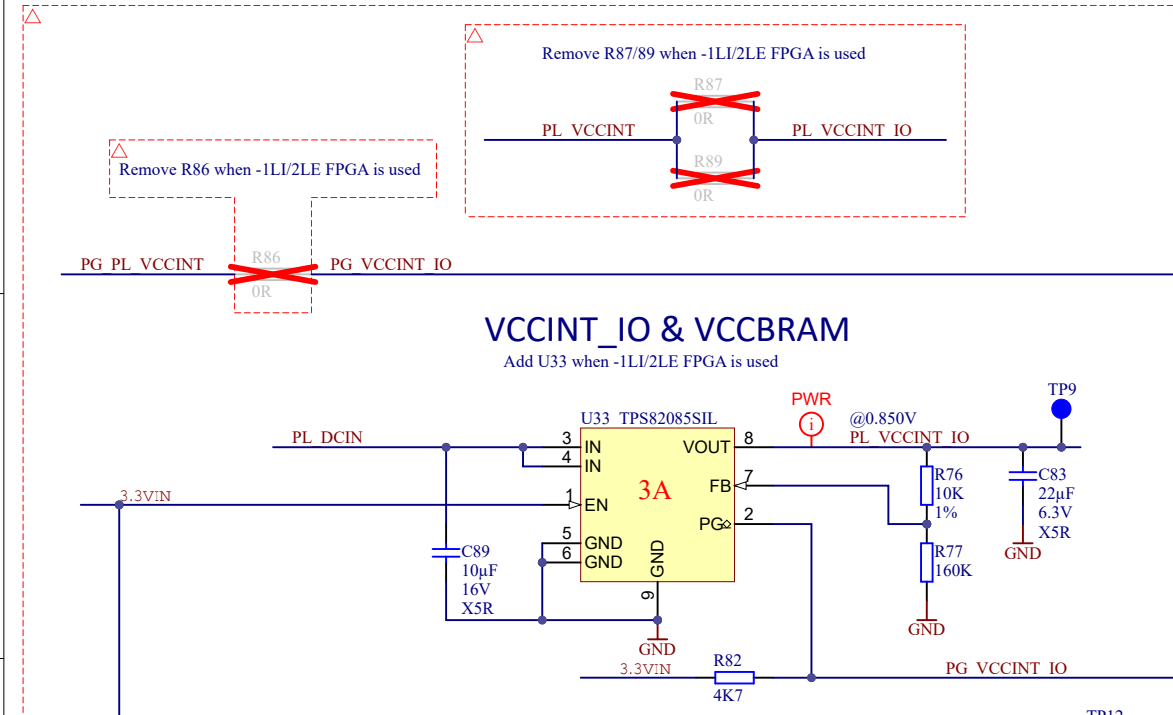 Remove R87/89 when -1LI/2LE FPGA is used
R87
0R
PL_VCCINT
PL_VCCINT_IO
R89
0R
Remove R86 when -1LI/2LE FPGA is used
R86
0R
PG_PL_VCCINT
PG_VCCINT_IO
VCCINT_IO & VCCBRAM
Add U33 when -1LI/2LE FPGA is used
TP9
PWR
i
@0.850V
U33 TPS82085SIL
PL_DCIN
3 IN
4 IN
VOUT 8
PL_VCCINT_IO
3A
FB 7
R76
10K
1%
C83
22µF
6.3V
X5R
GND
3.3VIN
1 EN
PG 2
5 GND
6 GND
GND
9
C89
10µF
16V
X5R
R77
160K
GND
GND
3.3VIN
R82
4K7
PG_VCCINT_IO
TP12